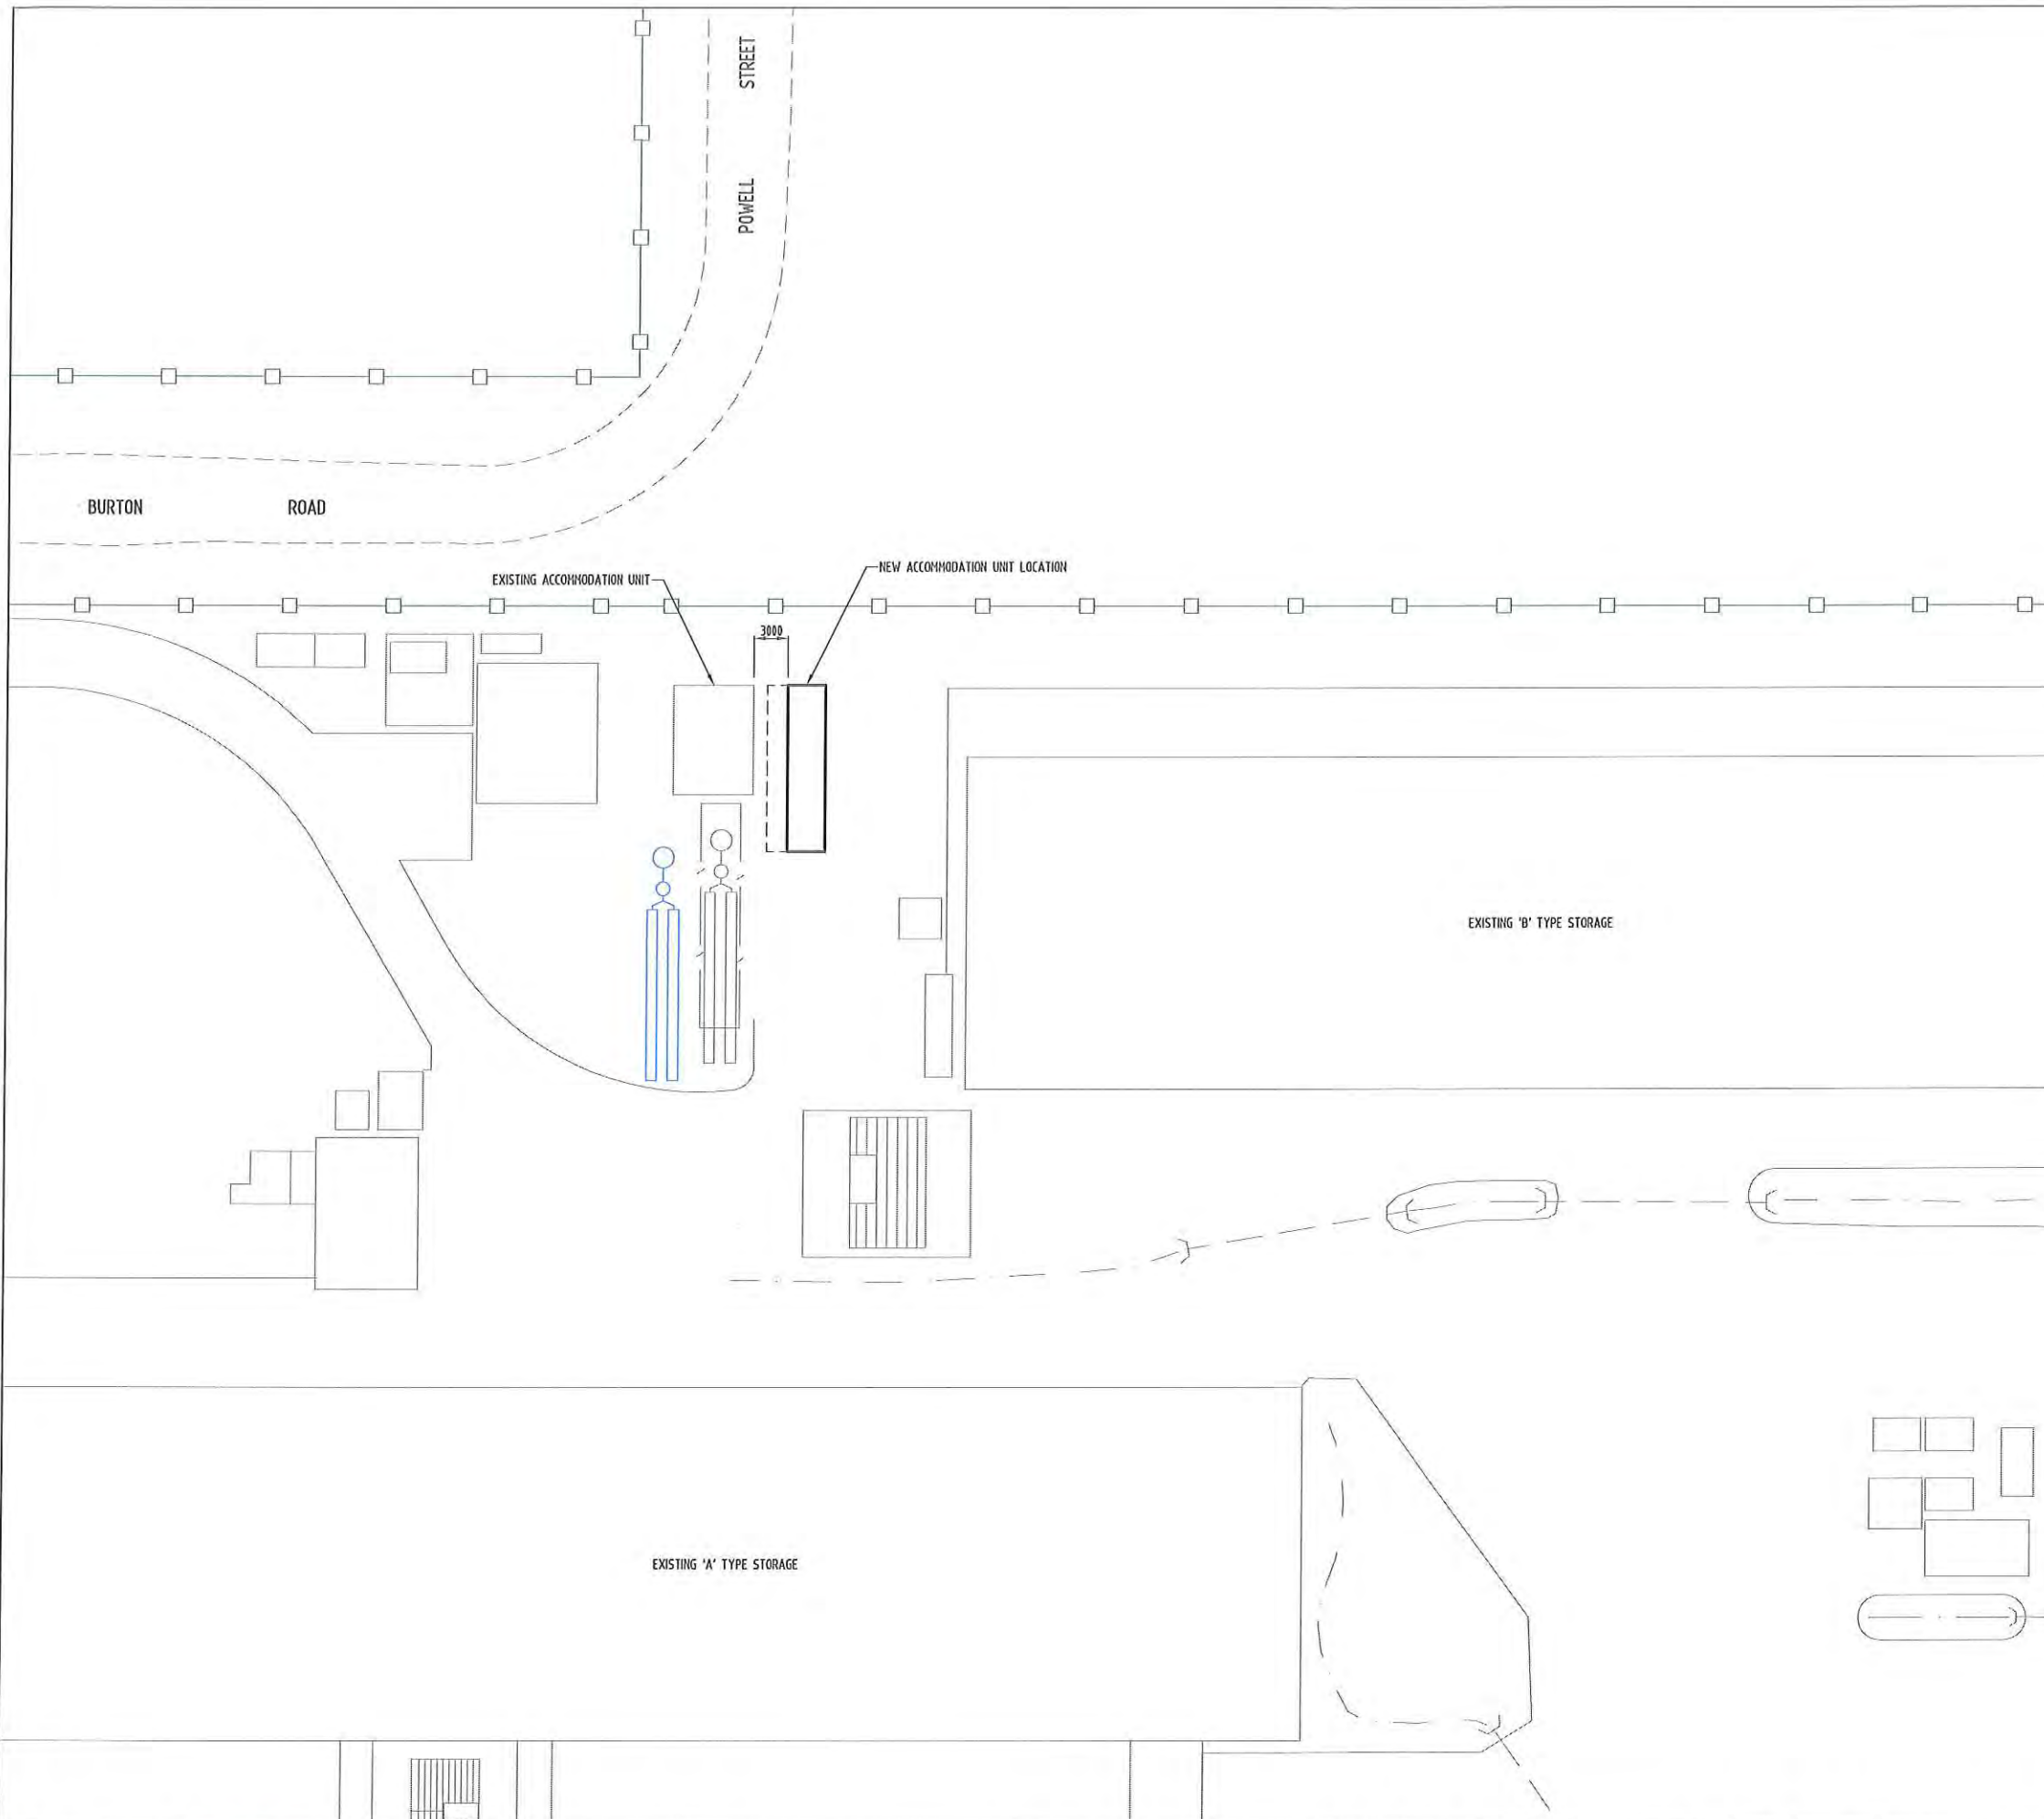 STREET
POWELL
BURTON ROAD
NEW ACCOMMODATION UNIT LOCATION
EXISTING ACCOMMODATION UNIT
3000
EXISTING 'B' TYPE STORAGE
EXISTING 'A' TYPE STORAGE